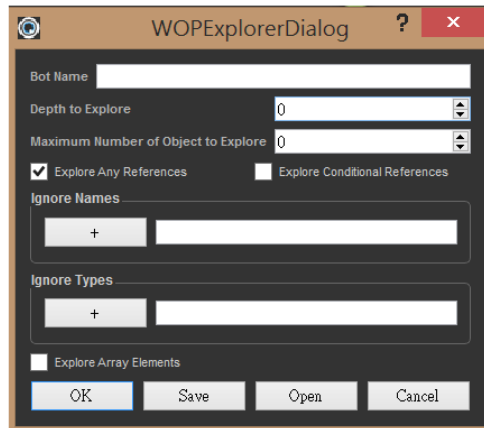 WOPExplorerDialog ? ×
Bot Name
Depth to Explore 0
Maximum Number of Object to Explore 0
Explore Any References Explore Conditional References
Ignore Names
+
Ignore Types
+
Explore Array Elements
OK Save Open Cancel